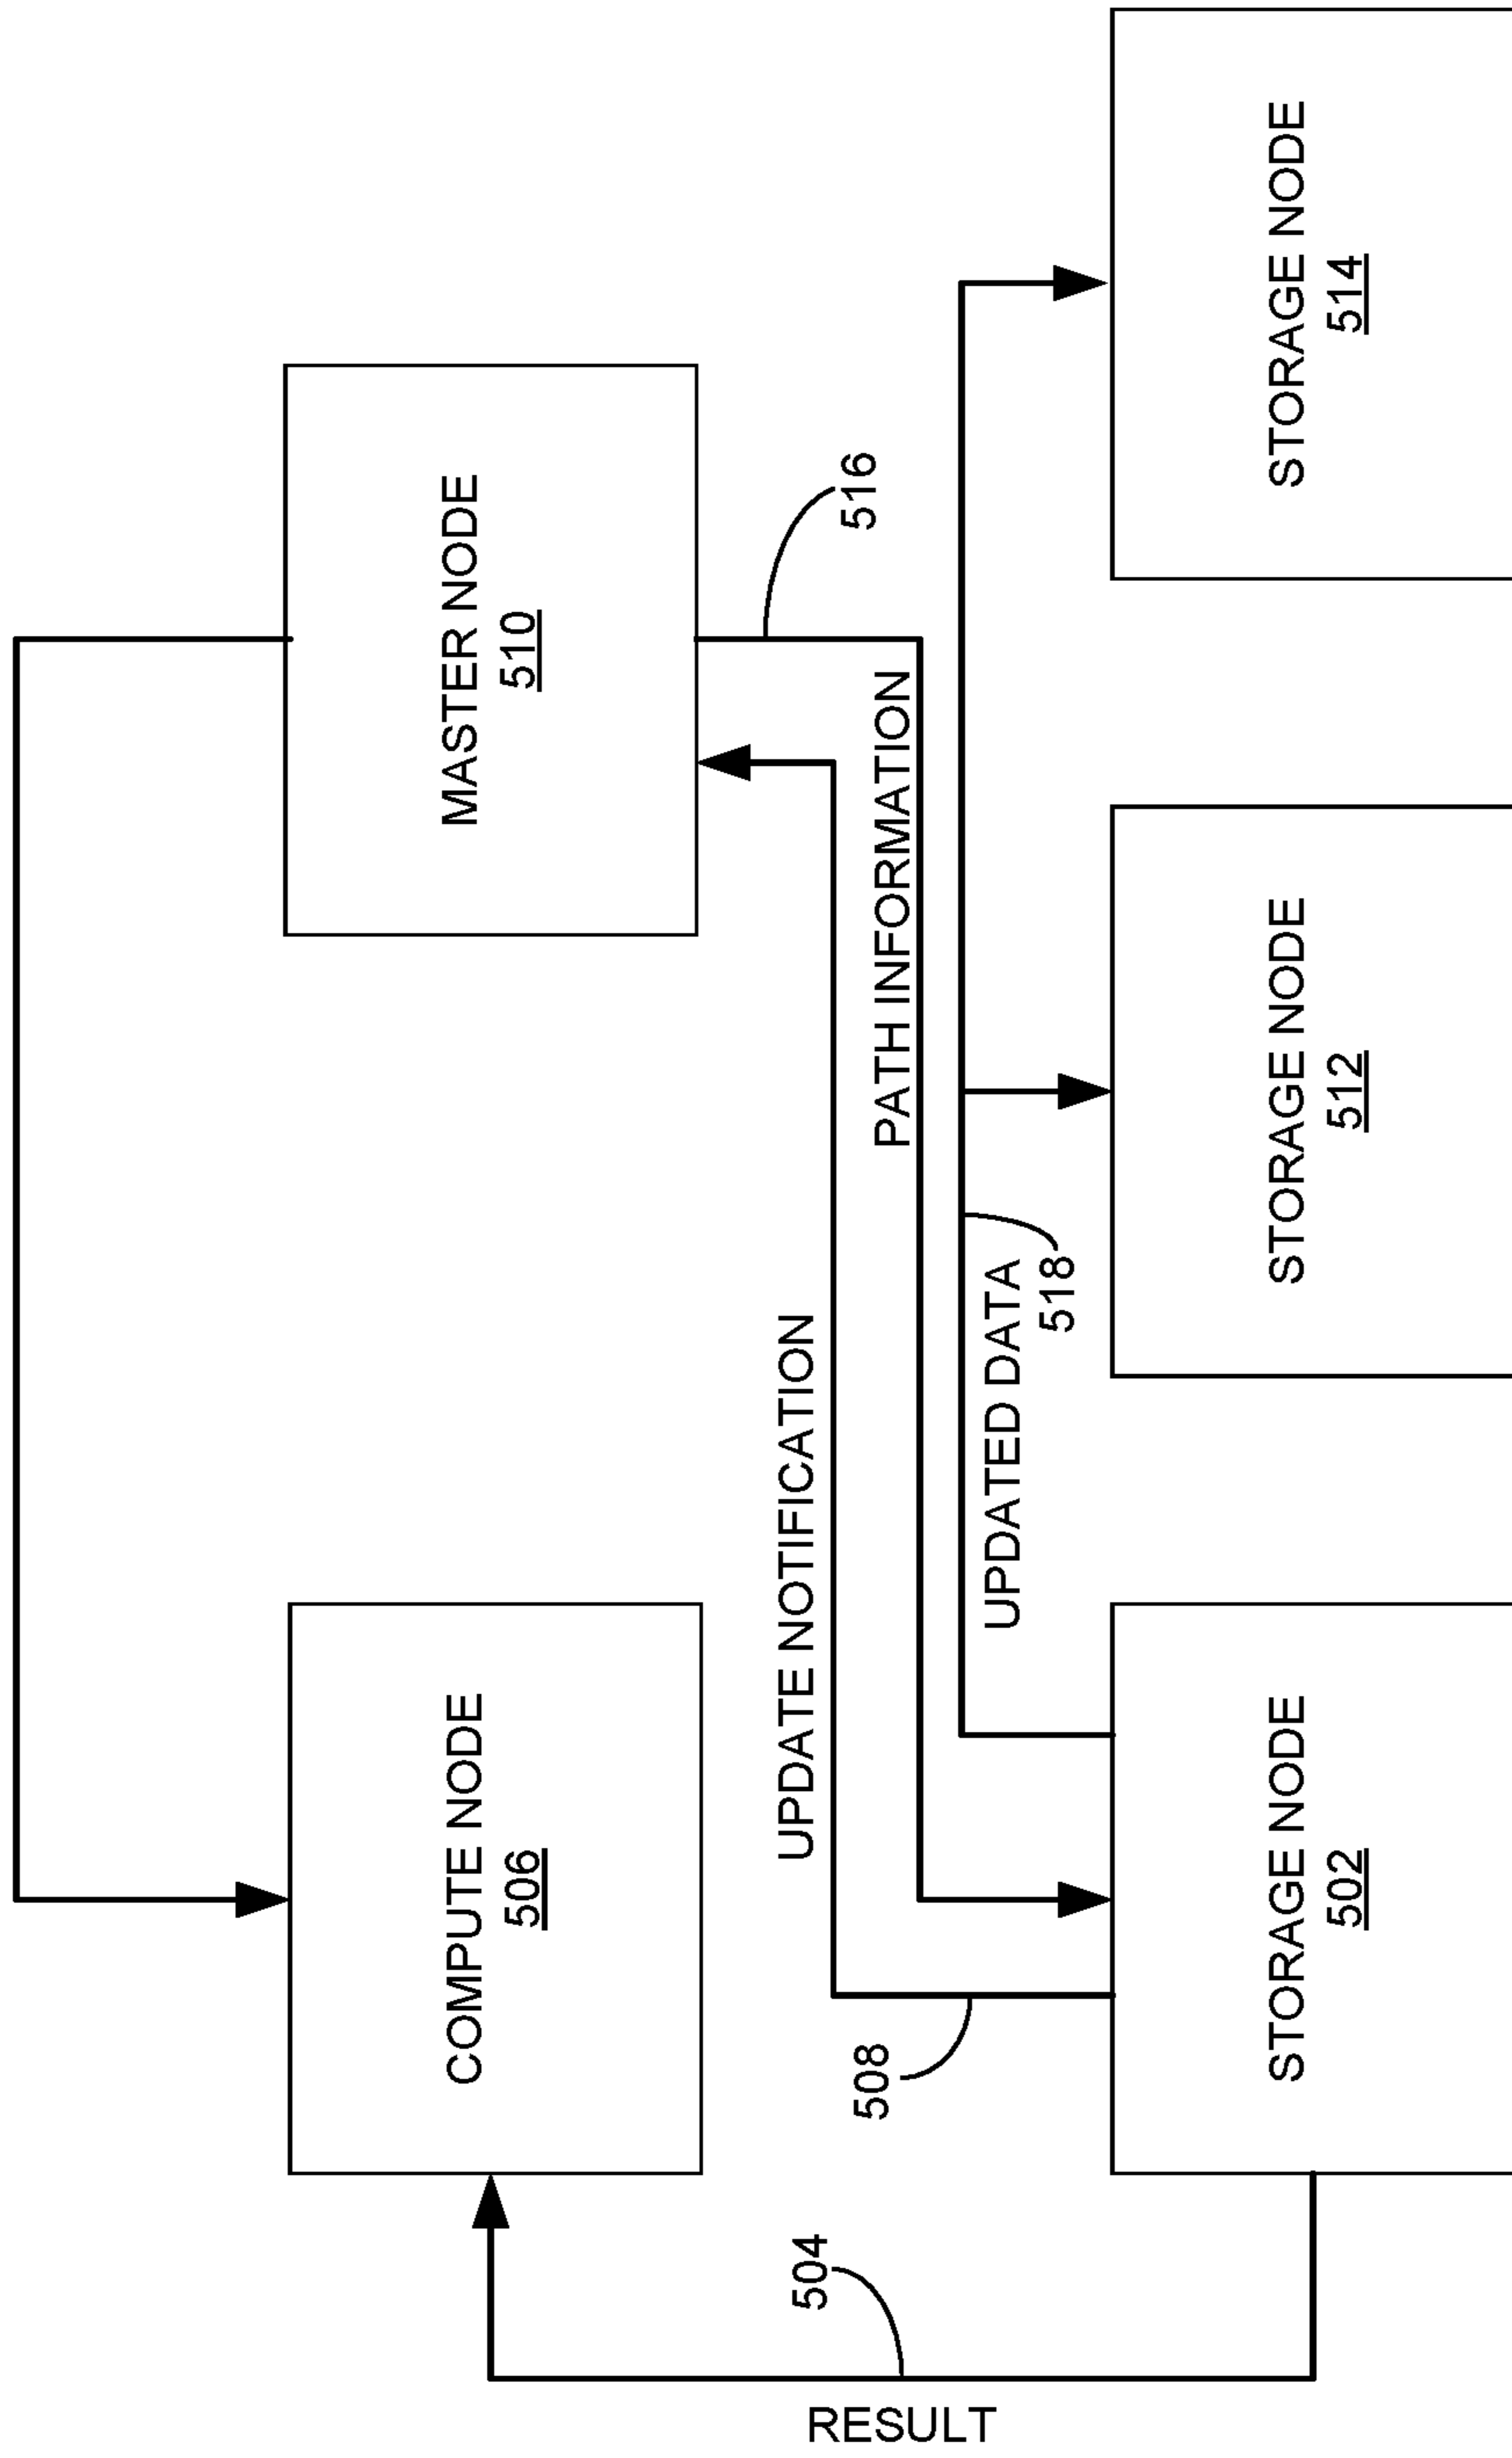 COMPUTE NODE
506
MASTER NODE
510
RESULT
504
508
UPDATE NOTIFICATION
516
PATH INFORMATION
UPDATED DATA
518
STORAGE NODE
502
STORAGE NODE
512
STORAGE NODE
514